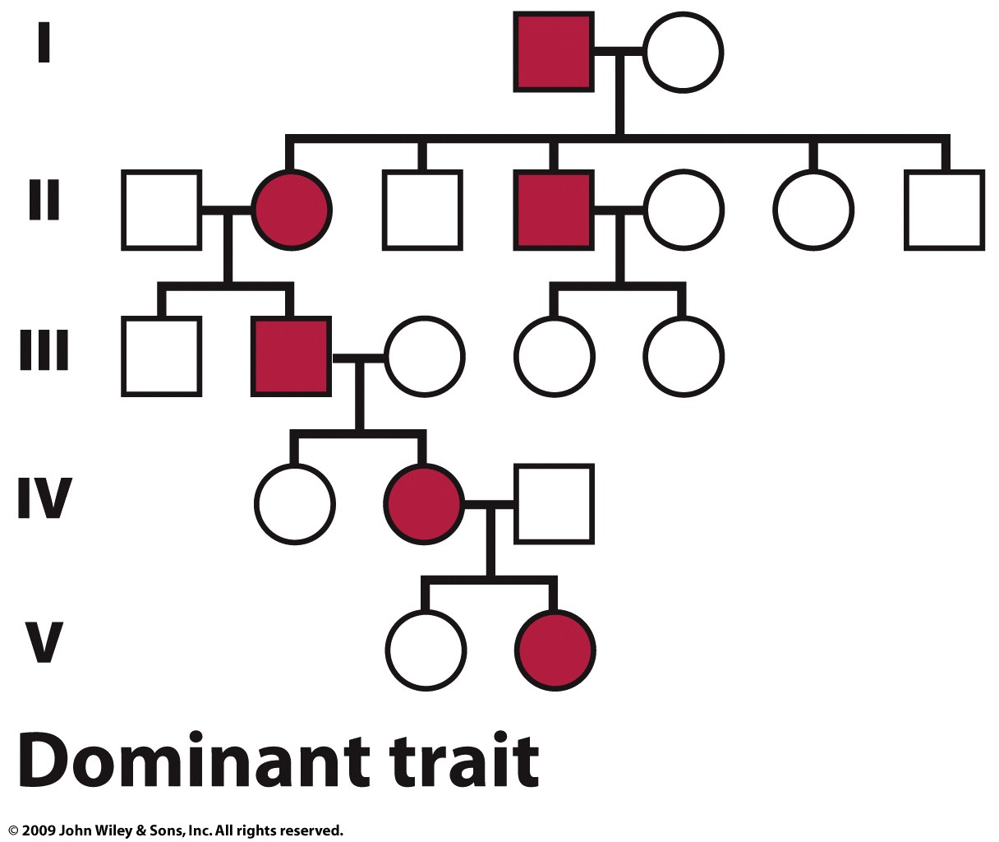 I
II
III
IV
V
Dominant trait
© 2009 John Wiley & Sons, Inc. All rights reserved.